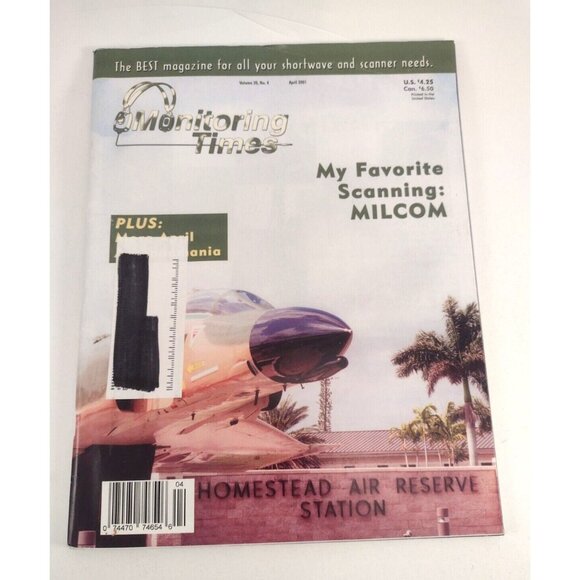 The BEST magazine for all your shortwave and scanner needs.
Volume 20, No. 4 April 2001
U.S. $4.25
Can. $6.50
Printed in the
United States
Monitoring
Times
My Favorite
Scanning:
MILCOM
PLUS:
April
HOMESTEAD AIR RESERVE
STATION
04
0 74470 74654 6